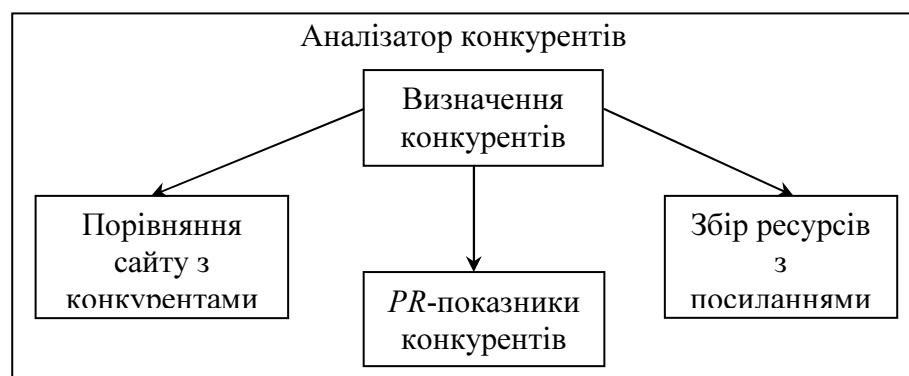 Аналізатор конкурентів
Визначення
конкурентів
Порівняння
сайту з
конкурентами
PR-показники
конкурентів
Збір ресурсів
з
посиланнями